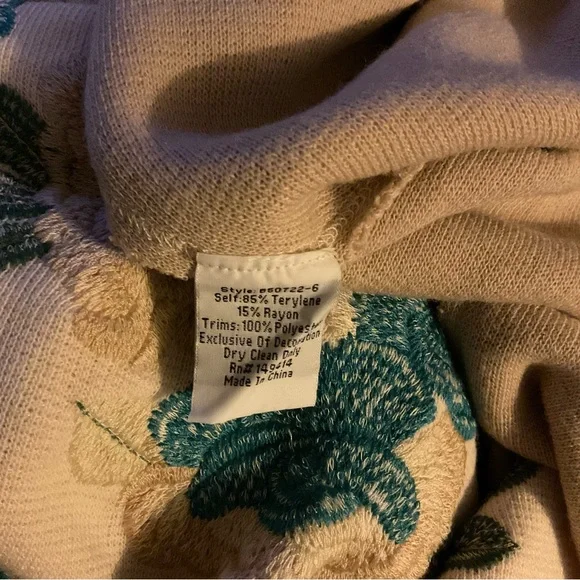 Style: B60722-6
Self:85% Terylene
15% Rayon
Trims:100% Polyester
Exclusive Of Decoration
Dry Clean Only
Rn# 149414
Made In China